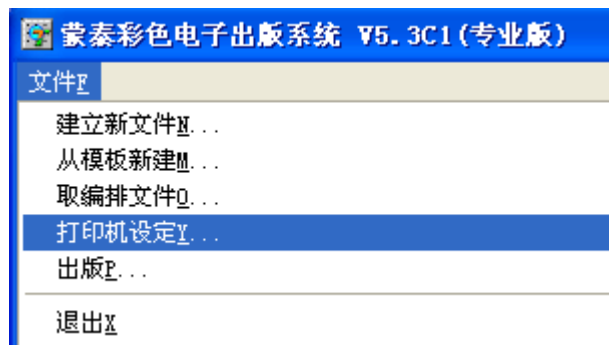 蒙泰彩色电子出版系统 V5.3C1(专业版)
文件F
建立新文件N...
从模板新建M...
取编排文件O...
打印机设定Y...
出版P...
退出X